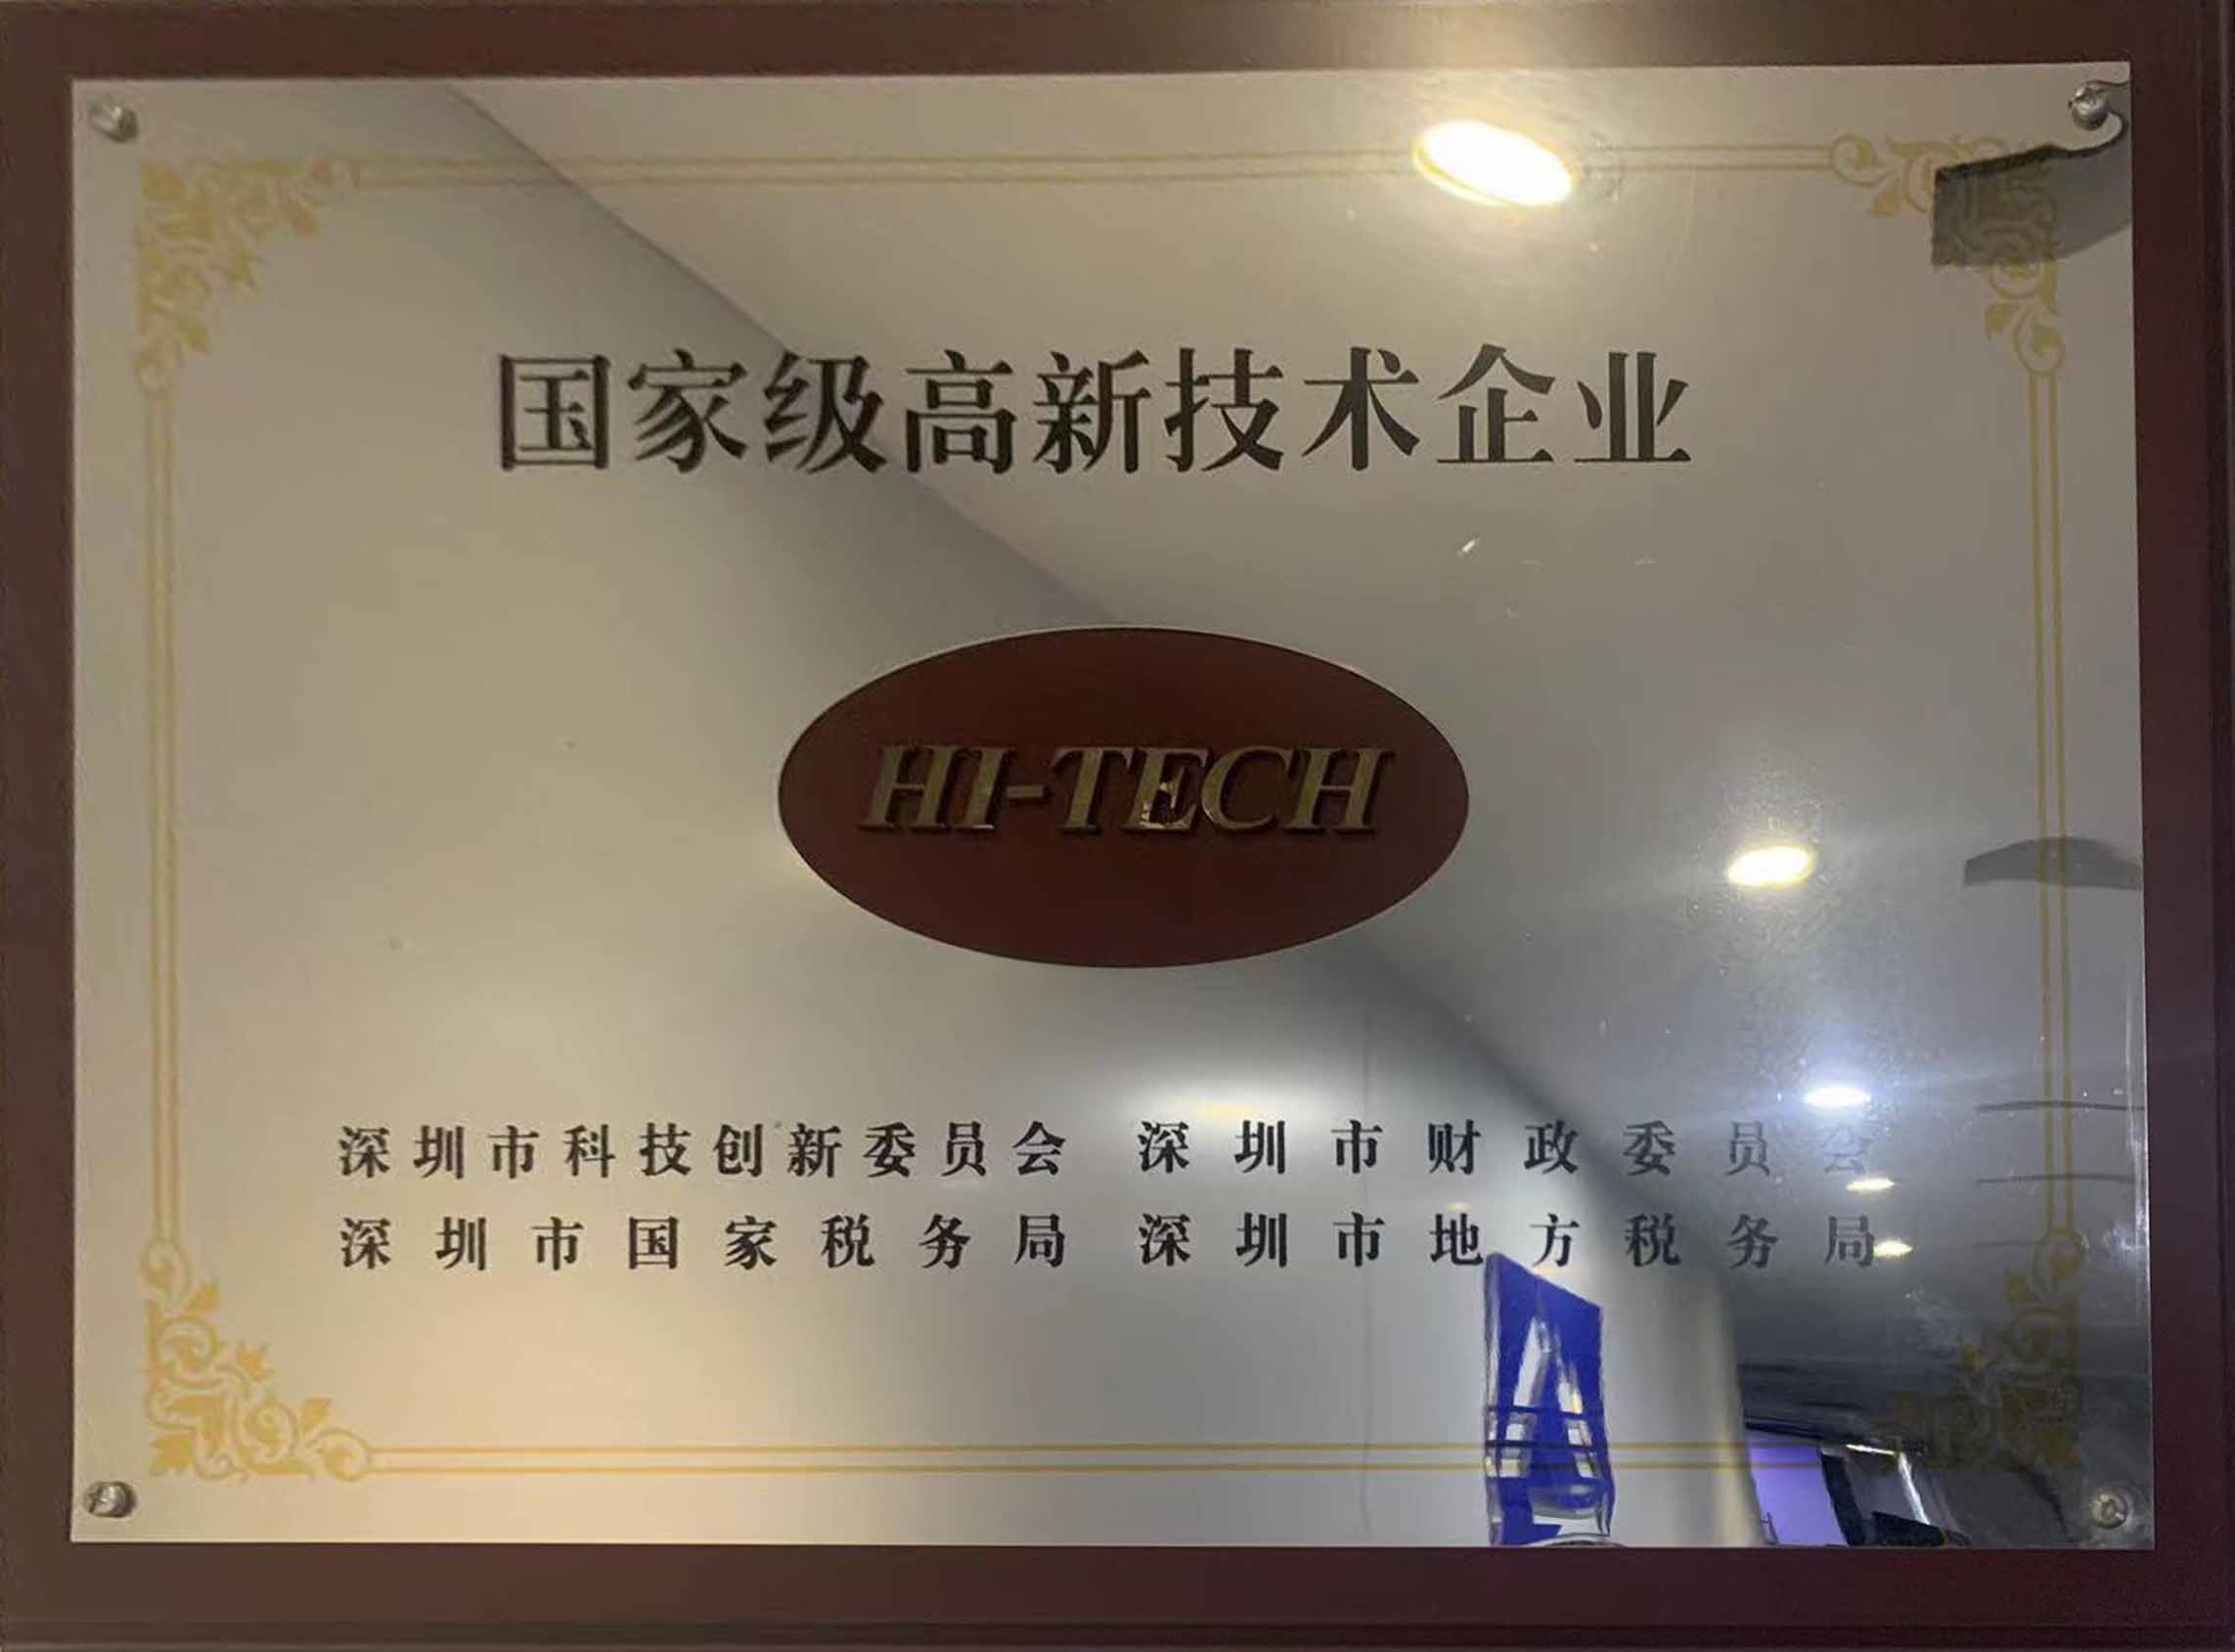 国家级高新技术企业
HI-TECH
深圳市科技创新委员会 深圳市财政委员会
深圳市国家税务局 深圳市地方税务局